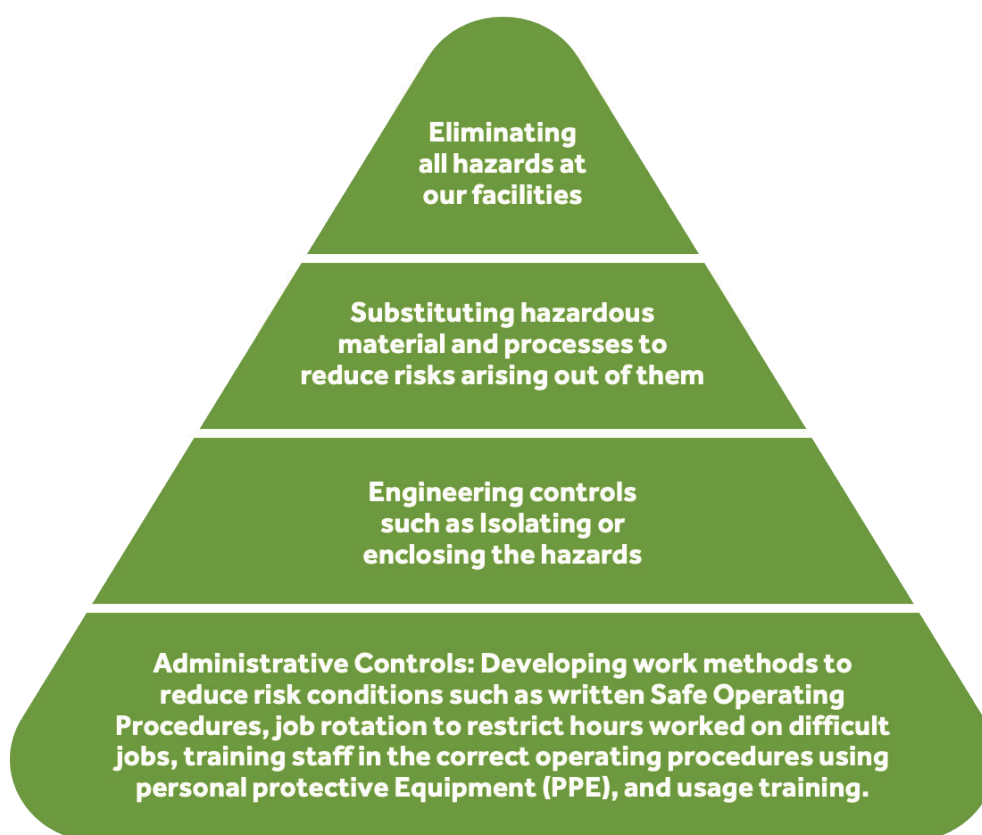 Eliminating
all hazards at
our facilities
Substituting hazardous
material and processes to
reduce risks arising out of them
Engineering controls
such as Isolating or
enclosing the hazards
Administrative Controls: Developing work methods to
reduce risk conditions such as written Safe Operating
Procedures, job rotation to restrict hours worked on difficult
jobs, training staff in the correct operating procedures using
personal protective Equipment (PPE), and usage training.